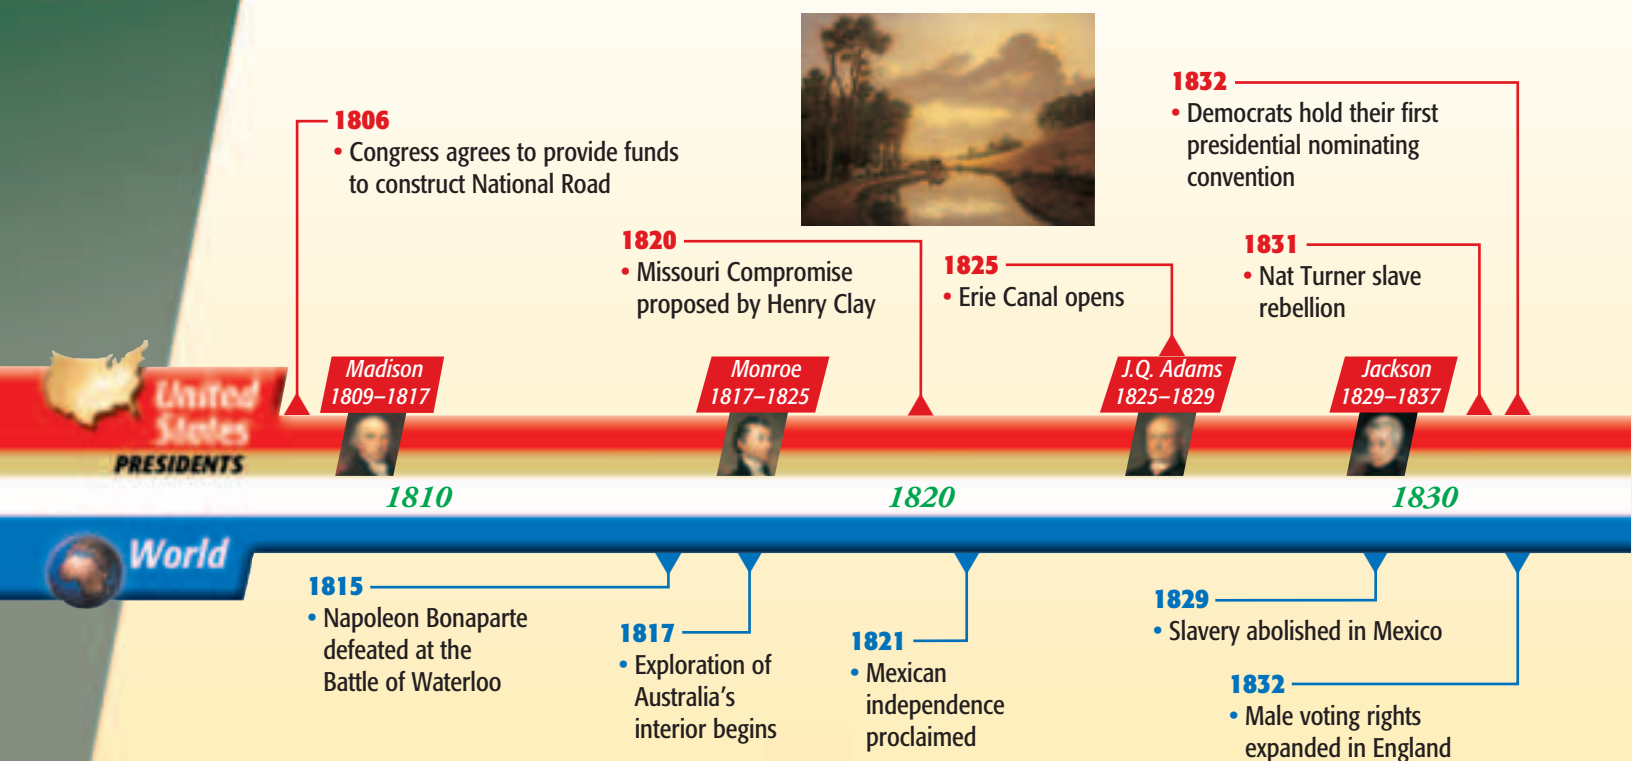 1806
• Congress agrees to provide funds
to construct National Road
1820
• Missouri Compromise
proposed by Henry Clay
1825
• Erie Canal opens
1832
• Democrats hold their first
presidential nominating
convention
1831
• Nat Turner slave
rebellion
United
States
PRESIDENTS
Madison
1809–1817
Monroe
1817–1825
J.Q. Adams
1825–1829
Jackson
1829–1837
1810
1820
1830
World
1815
• Napoleon Bonaparte
defeated at the
Battle of Waterloo
1817
• Exploration of
Australia's
interior begins
1821
• Mexican
independence
proclaimed
1829
• Slavery abolished in Mexico
1832
• Male voting rights
expanded in England